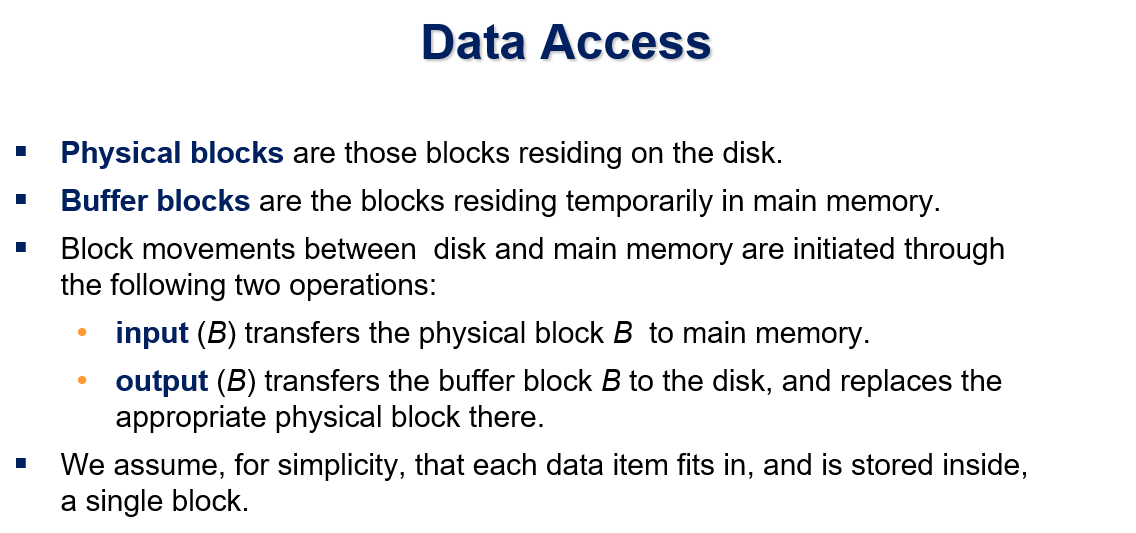 Data Access
▪ Physical blocks are those blocks residing on the disk.
▪ Buffer blocks are the blocks residing temporarily in main memory.
▪ Block movements between  disk and main memory are initiated through
the following two operations:
• input (B) transfers the physical block B  to main memory.
• output (B) transfers the buffer block B to the disk, and replaces the
appropriate physical block there.
▪ We assume, for simplicity, that each data item fits in, and is stored inside,
a single block.